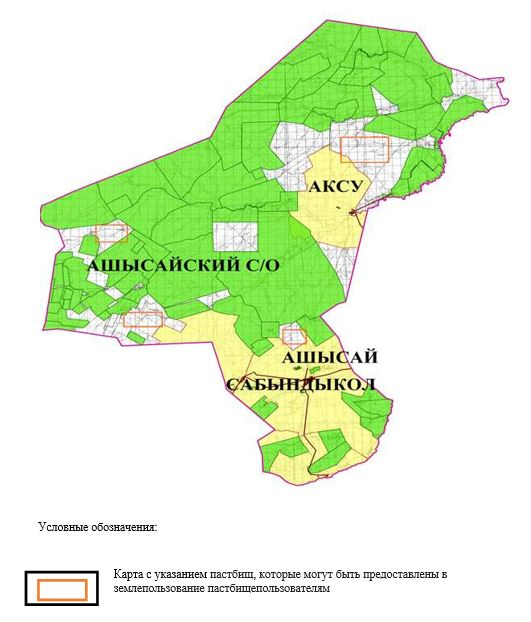 АКСУ
АШЫСАЙСКИЙ С/О
АШЫСАЙ
САБЫНДЫКОЛ
Условные обозначения:
Карта с указанием пастбищ, которые могут быть предоставлены в
землепользование пастбищепользователям